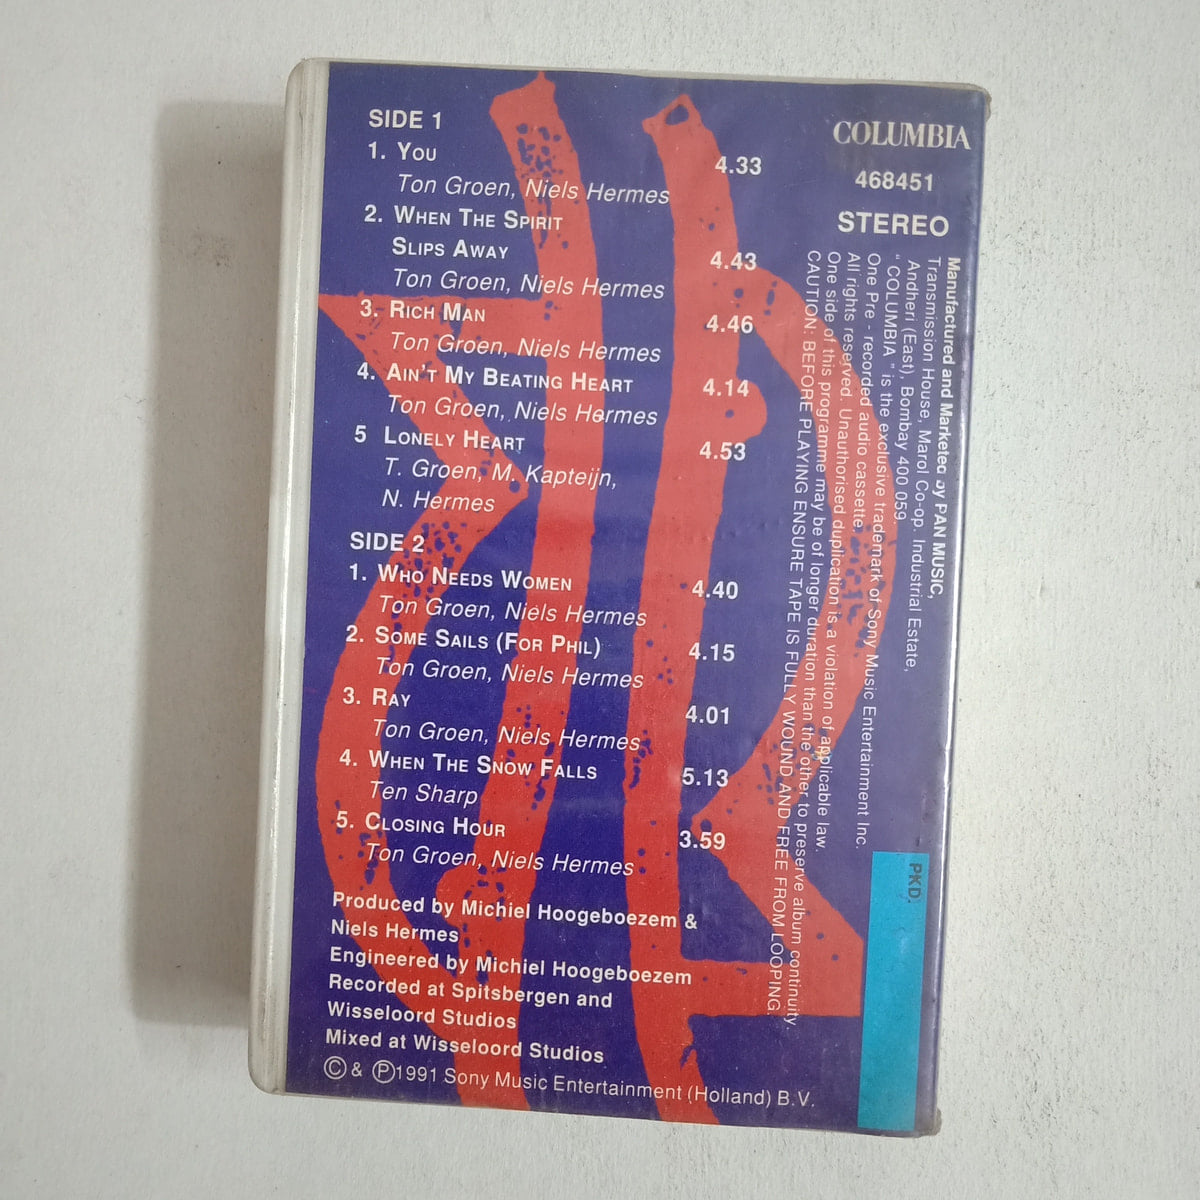 SIDE 1
1. YOU 4.33
Ton Groen, Niels Hermes
2. WHEN THE SPIRIT
SLIPS AWAY 4.43
Ton Groen, Niels Hermes
3. RICH MAN 4.46
Ton Groen, Niels Hermes
4. AIN'T MY BEATING HEART 4.14
Ton Groen, Niels Hermes
5 LONELY HEART 4.53
T. Groen, M. Kapteijn,
N. Hermes
SIDE 2
1. WHO NEEDS WOMEN 4.40
Ton Groen, Niels Hermes
2. SOME SAILS (FOR PHIL) 4.15
Ton Groen, Niels Hermes
3. RAY 4.01
Ton Groen, Niels Hermes
4. WHEN THE SNOW FALLS 5.13
Ten Sharp
5. CLOSING HOUR 3.59
Ton Groen, Niels Hermes
Produced by Michiel Hoogeboezem &
Niels Hermes
Engineered by Michiel Hoogeboezem
Recorded at Spitsbergen and
Wisseloord Studios
Mixed at Wisseloord Studios
© & ℗1991 Sony Music Entertainment (Holland) B.V.
COLUMBIA
468451
STEREO
Manufactured and Marketed by PAN MUSIC,
Transmission House, Marol Co-op. Industrial Estate,
Andheri (East), Bombay 400 059.
"COLUMBIA" is the exclusive trademark of Sony Music Entertainment Inc.
One Pre - recorded audio cassette.
All rights reserved. Unauthorised duplication is a violation of applicable law.
One side of this programme may be of longer duration than the other to preserve album continuity
CAUTION: BEFORE PLAYING ENSURE TAPE IS FULLY WOUND AND FREE FROM LOOPING.
PKD.